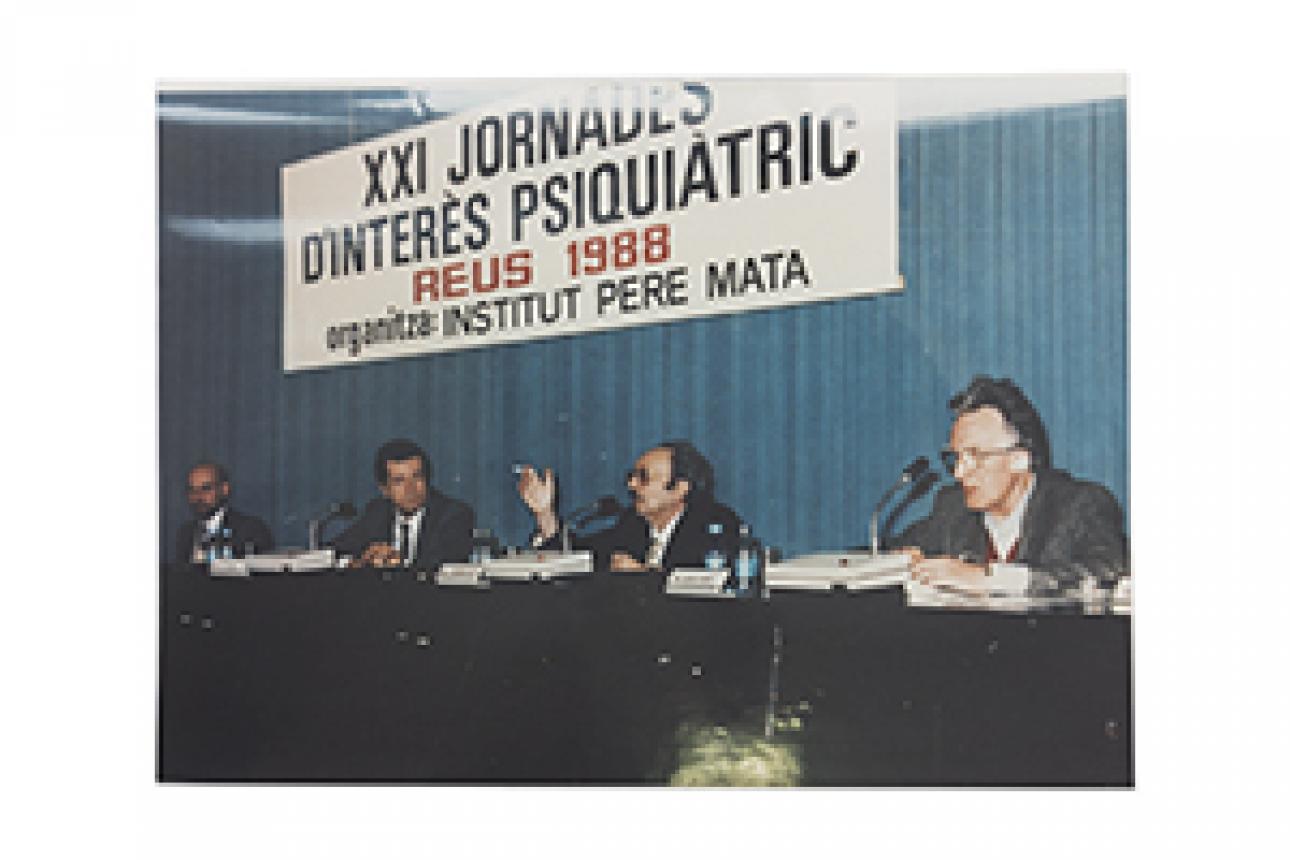 XXI JORNADES
D'INTERÈS PSIQUIÀTRIC
REUS 1988
organitza: INSTITUT PERE MATA